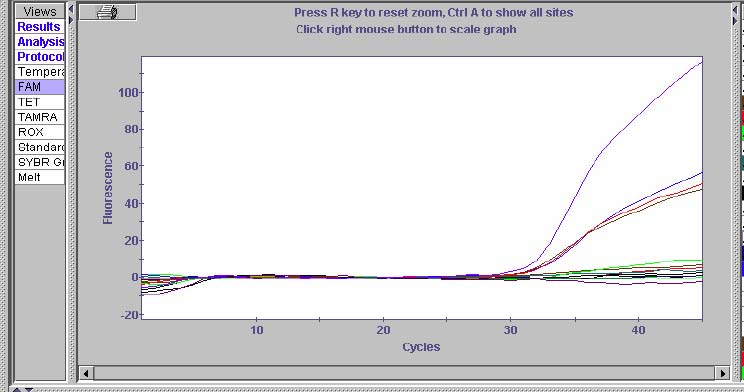 Views
Results
Analysis
Protocol
Tempera
FAM
TET
TAMRA
ROX
Standard
SYBR Gr
Melt
Press R key to reset zoom, Ctrl A to show all sites
Click right mouse button to scale graph
Fluorescence
100
80
60
40
20
0
-20
10
20
30
40
Cycles